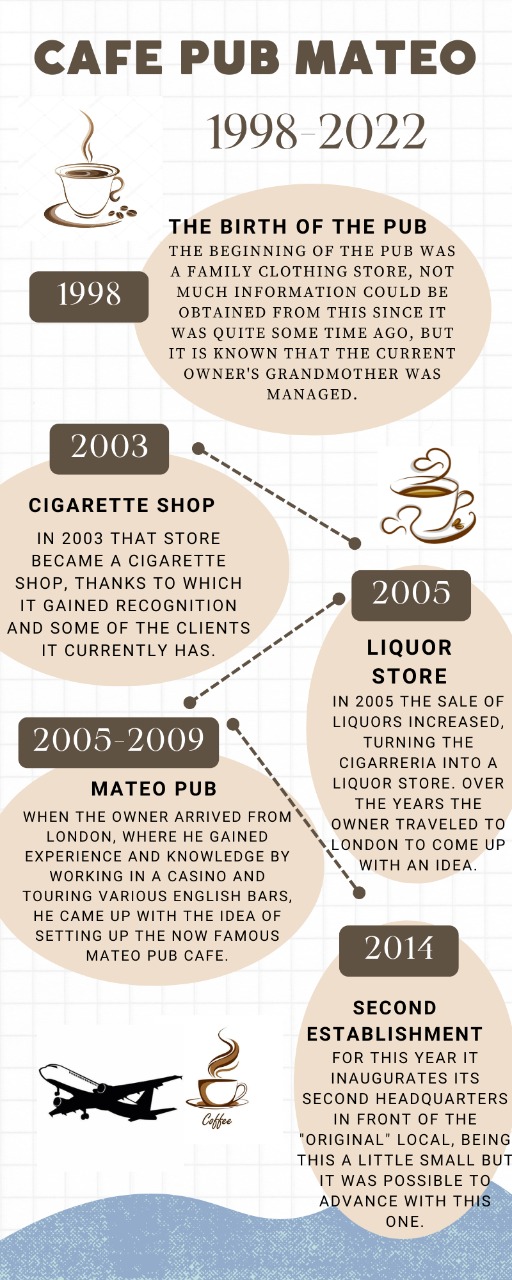 CAFE PUB MATEO
1998-2022
THE BIRTH OF THE PUB
1998
THE BEGINNING OF THE PUB WAS
A FAMILY CLOTHING STORE, NOT
MUCH INFORMATION COULD BE
OBTAINED FROM THIS SINCE IT
WAS QUITE SOME TIME AGO, BUT
IT IS KNOWN THAT THE CURRENT
OWNER'S GRANDMOTHER WAS
MANAGED.
2003
CIGARETTE SHOP
IN 2003 THAT STORE
BECAME A CIGARETTE
SHOP, THANKS TO WHICH
IT GAINED RECOGNITION
AND SOME OF THE CLIENTS
IT CURRENTLY HAS.
2005
LIQUOR
STORE
IN 2005 THE SALE OF
LIQUORS INCREASED,
TURNING THE
CIGARRERIA INTO A
LIQUOR STORE. OVER
THE YEARS THE
OWNER TRAVELED TO
LONDON TO COME UP
WITH AN IDEA.
2005-2009
MATEO PUB
WHEN THE OWNER ARRIVED FROM
LONDON, WHERE HE GAINED
EXPERIENCE AND KNOWLEDGE BY
WORKING IN A CASINO AND
TOURING VARIOUS ENGLISH BARS,
HE CAME UP WITH THE IDEA OF
SETTING UP THE NOW FAMOUS
MATEO PUB CAFE.
2014
SECOND
ESTABLISHMENT
FOR THIS YEAR IT
INAUGURATES ITS
SECOND HEADQUARTERS
IN FRONT OF THE
"ORIGINAL" LOCAL, BEING
THIS A LITTLE SMALL BUT
IT WAS POSSIBLE TO
ADVANCE WITH THIS
ONE.
Coffee